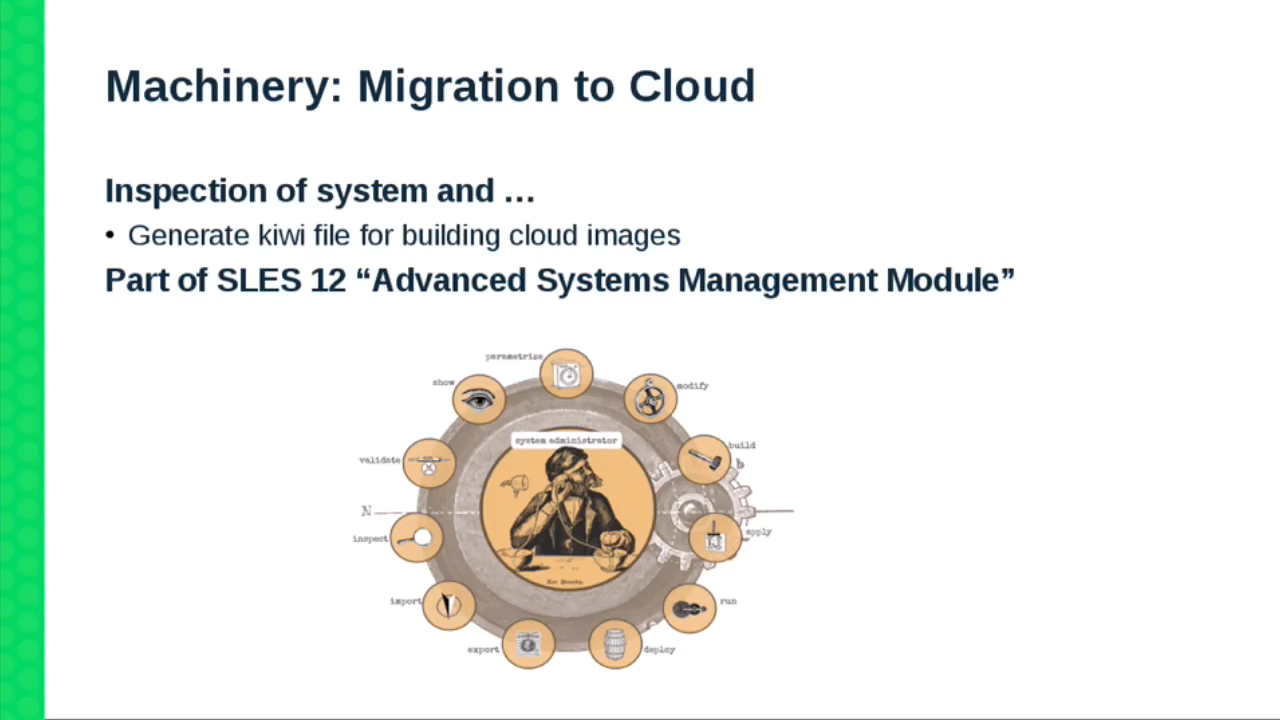 Machinery: Migration to Cloud
Inspection of system and …
• Generate kiwi file for building cloud images
Part of SLES 12 “Advanced Systems Management Module”
parametrize
show
modify
system administrator
build
validate
b
N
inspect
apply
import
run
export
deploy